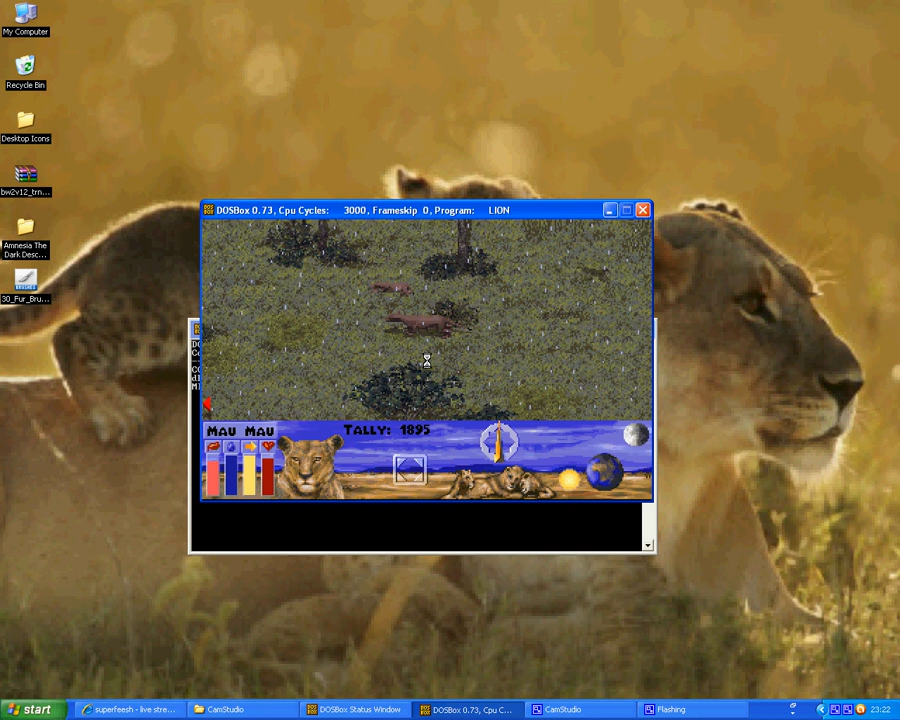 My Computer
Recycle Bin
Desktop Icons
bw2v12_trn...
Amnesia The
Dark Desc...
BRUSHES
30_Fur_Bru...
DOSBox 0.73, Cpu Cycles: 3000, Frameskip 0, Program: LION
MAU MAU
TALLY: 1895
start
superfeesh - live stre...
CamStudio
DOSBox Status Window
DOSBox 0.73, Cpu C...
CamStudio
Flashing
23:22